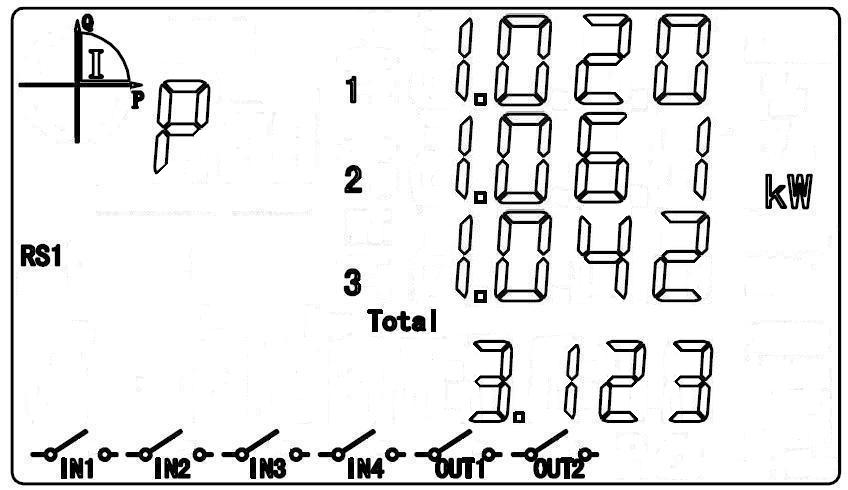 Q
I
P
P
1 1.020
2 1.061
kW
3 1.042
RS1
Total
3.123
IN1 IN2 IN3 IN4 OUT1 OUT2